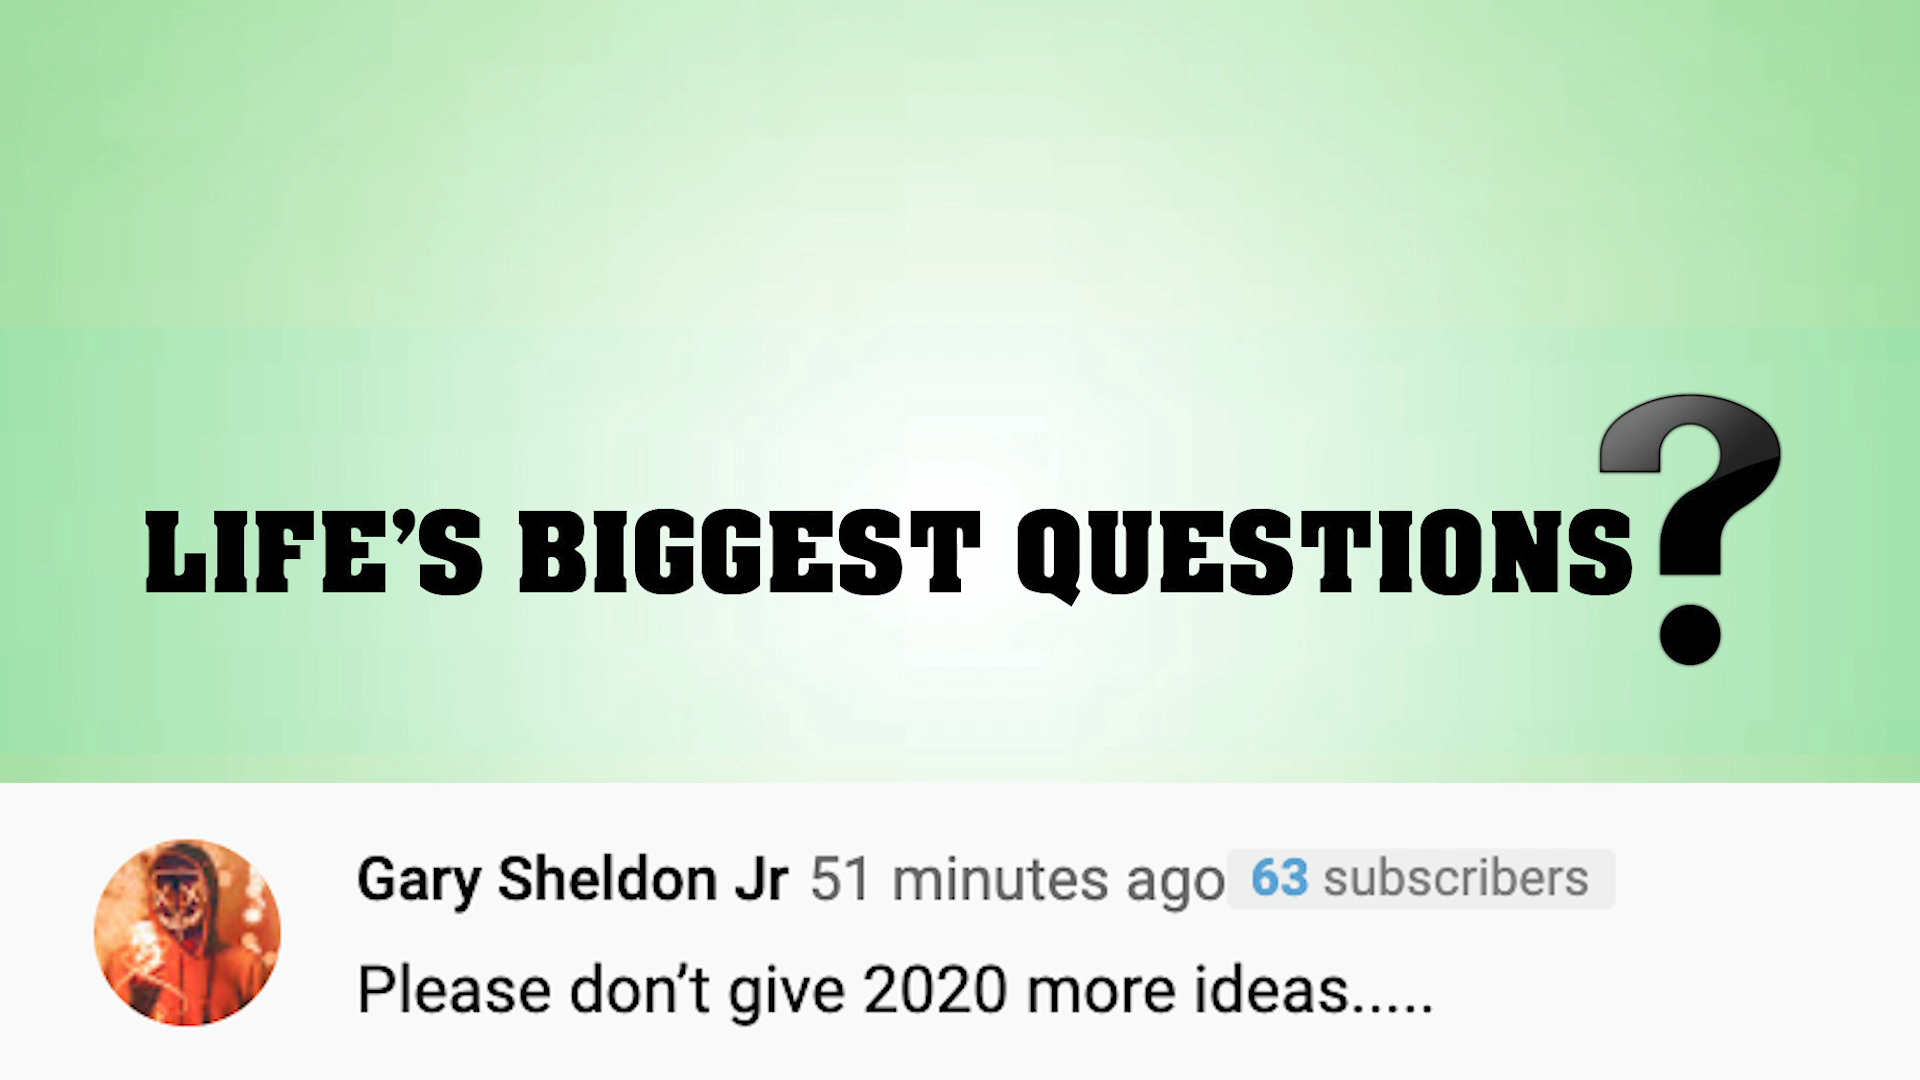 LIFE’S BIGGEST QUESTIONS?
Gary Sheldon Jr 51 minutes ago 63 subscribers
Please don’t give 2020 more ideas.....